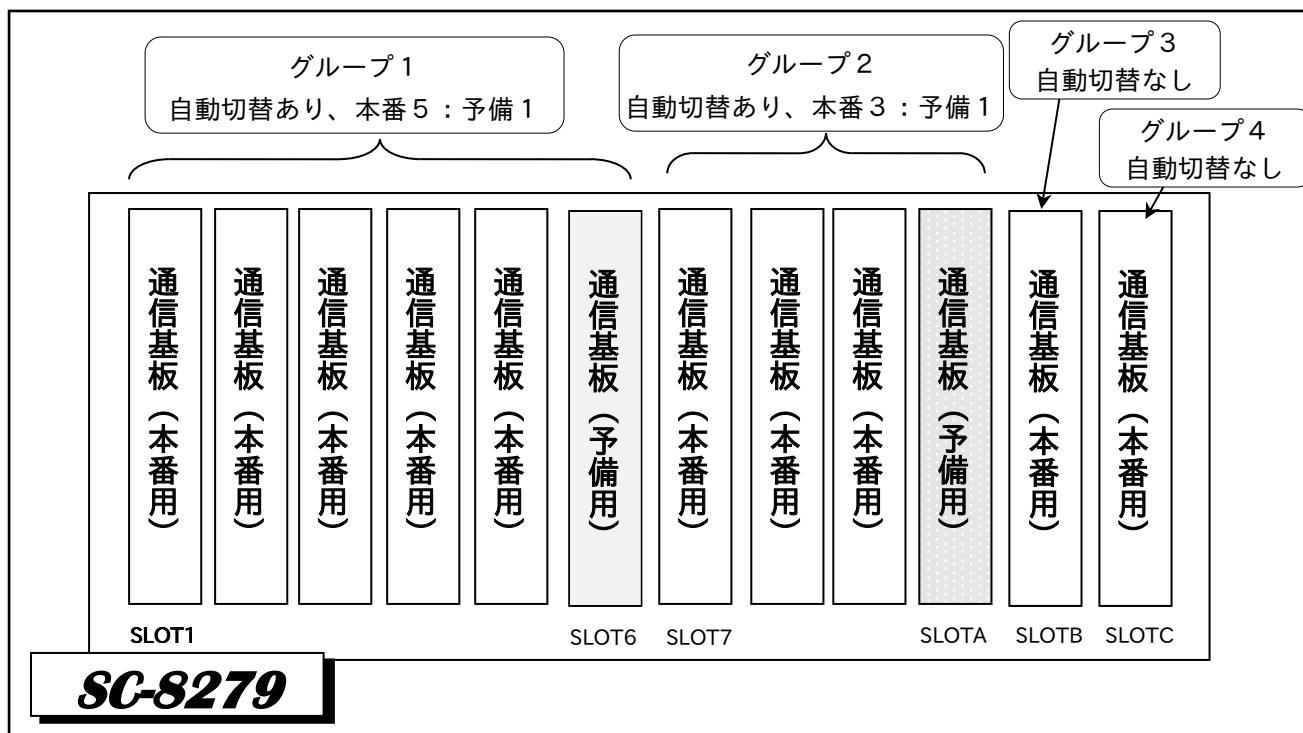 グループ１
自動切替あり、本番５：予備１
グループ２
自動切替あり、本番３：予備１
グループ３
自動切替なし
グループ４
自動切替なし
通信基板（本番用）
通信基板（本番用）
通信基板（本番用）
通信基板（本番用）
通信基板（本番用）
通信基板（予備用）
通信基板（本番用）
通信基板（本番用）
通信基板（本番用）
通信基板（予備用）
通信基板（本番用）
通信基板（本番用）
SLOT1
SLOT6
SLOT7
SLOTA
SLOTB
SLOTC
SC-8279